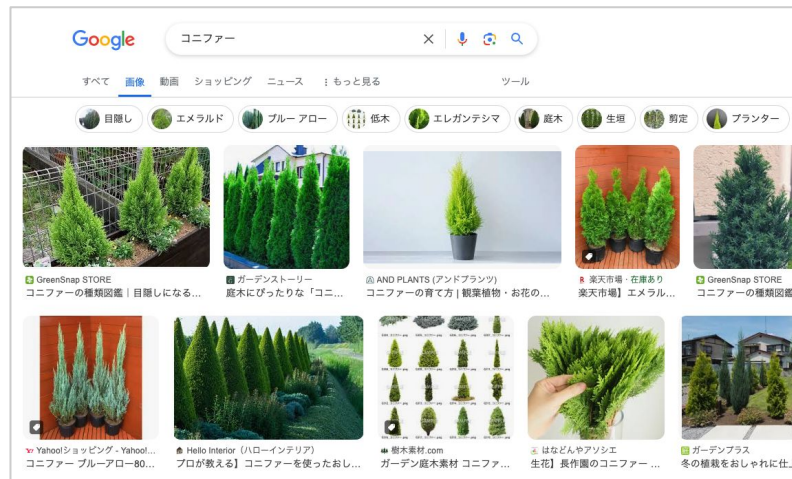 Google
コニファー
すべて 画像 動画 ショッピング ニュース ⋮ もっと見る ツール
目隠し エメラルド ブルー アロー 低木 エレガンテシマ 庭木 生垣 剪定 プランター
GreenSnap STORE
コニファーの種類図鑑｜目隠しになる...
ガーデンストーリー
庭木にぴったりな「コニ...
AND PLANTS (アンドプランツ)
コニファーの育て方 | 観葉植物・お花の...
楽天市場・在庫あり
楽天市場】エメラル...
GreenSnap STORE
コニファーの種類図鑑
Yahoo!ショッピング - Yahoo!...
コニファー ブルーアロー80...
Hello Interior（ハローインテリア）
プロが教える】コニファーを使ったおし...
樹木素材.com
ガーデン庭木素材 コニファ...
はなどんやアソシエ
生花】長作園のコニファー ...
ガーデンプラス
冬の植栽をおしゃれに仕...